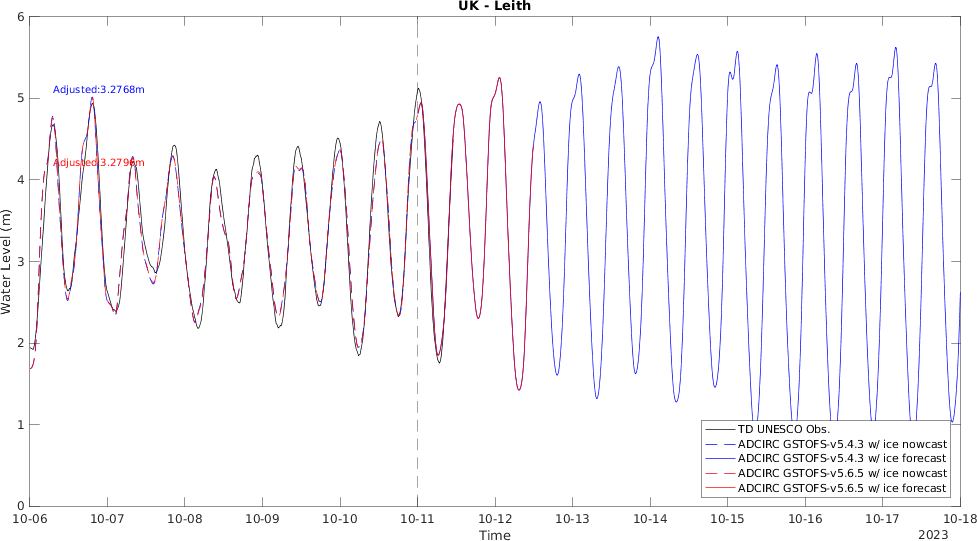 UK - Leith
Water Level (m)
6
5
4
3
2
1
0
Adjusted:3.2768m
Adjusted:3.2796m
TD UNESCO Obs.
ADCIRC GSTOFS-v5.4.3 w/ ice nowcast
ADCIRC GSTOFS-v5.4.3 w/ ice forecast
ADCIRC GSTOFS-v5.6.5 w/ ice nowcast
ADCIRC GSTOFS-v5.6.5 w/ ice forecast
10-06 10-07 10-08 10-09 10-10 10-11 10-12 10-13 10-14 10-15 10-16 10-17 10-18
Time
2023